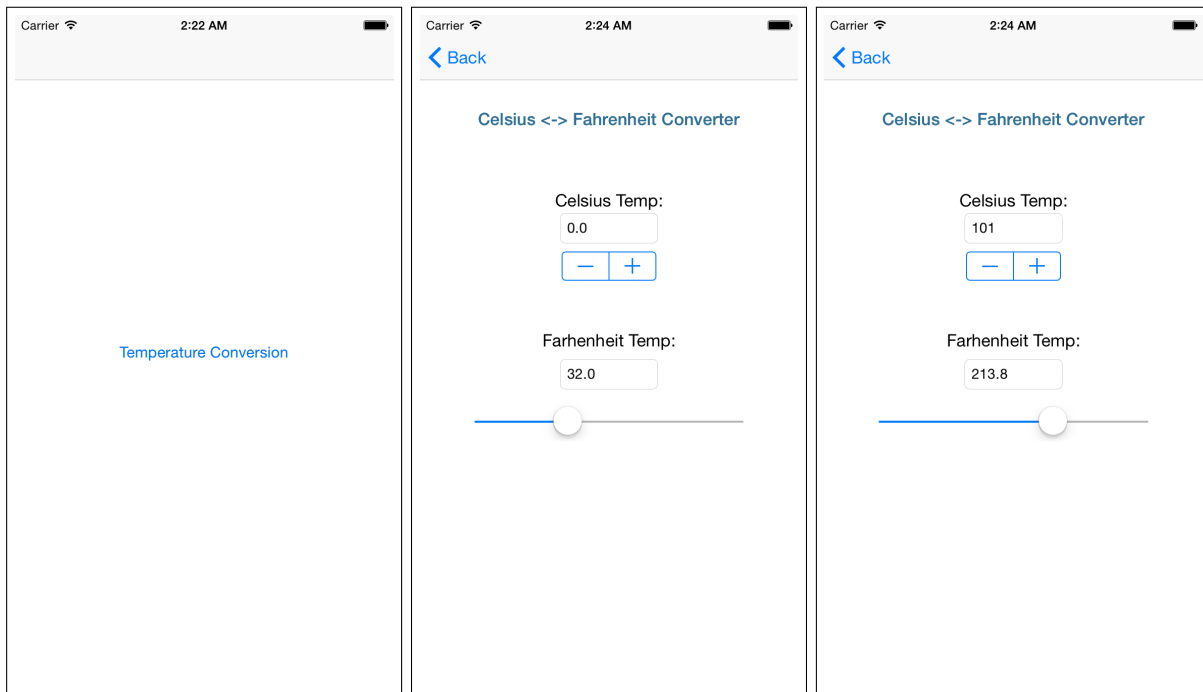 Carrier 2:22 AM
Temperature Conversion
Carrier 2:24 AM
Back
Celsius <-> Fahrenheit Converter
Celsius Temp:
0.0
− +
Farhenheit Temp:
32.0
Carrier 2:24 AM
Back
Celsius <-> Fahrenheit Converter
Celsius Temp:
101
− +
Farhenheit Temp:
213.8